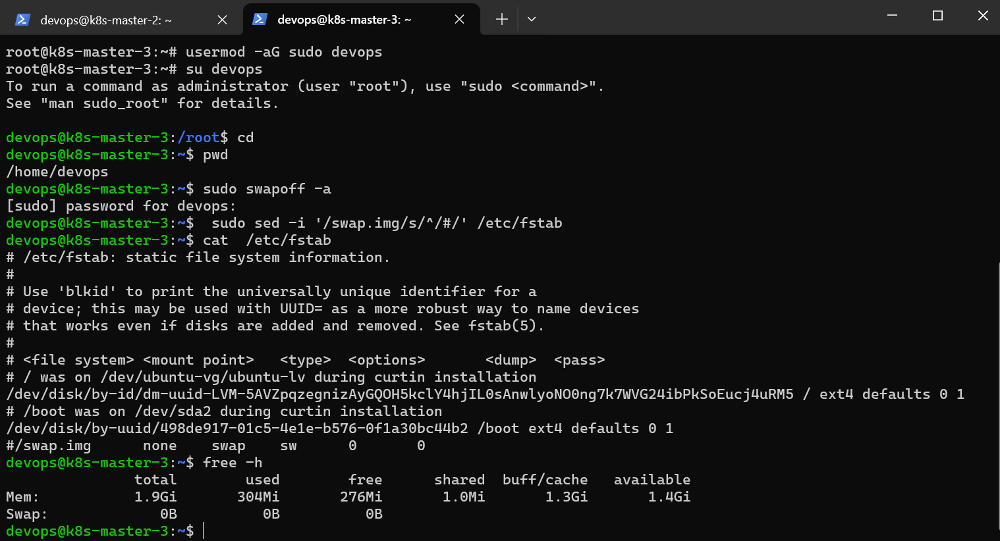 devops@k8s-master-2: ~
devops@k8s-master-3: ~
root@k8s-master-3:~# usermod -aG sudo devops
root@k8s-master-3:~# su devops
To run a command as administrator (user "root"), use "sudo <command>".
See "man sudo_root" for details.
devops@k8s-master-3:/root$ cd
devops@k8s-master-3:~$ pwd
/home/devops
devops@k8s-master-3:~$ sudo swapoff -a
[sudo] password for devops:
devops@k8s-master-3:~$  sudo sed -i '/swap.img/s/^/#/' /etc/fstab
devops@k8s-master-3:~$ cat  /etc/fstab
# /etc/fstab: static file system information.
#
# Use 'blkid' to print the universally unique identifier for a
# device; this may be used with UUID= as a more robust way to name devices
# that works even if disks are added and removed. See fstab(5).
#
# <file system> <mount point>   <type>  <options>       <dump>  <pass>
# / was on /dev/ubuntu-vg/ubuntu-lv during curtin installation
/dev/disk/by-id/dm-uuid-LVM-5AVZpqzegnizAyGQOH5kclY4hjIL0sAnwlyoNO0ng7k7WVG24ibPkSoEucj4uRM5 / ext4 defaults 0 1
# /boot was on /dev/sda2 during curtin installation
/dev/disk/by-uuid/498de917-01c5-4e1e-b576-0f1a30bc44b2 /boot ext4 defaults 0 1
#/swap.img      none    swap    sw      0       0
devops@k8s-master-3:~$ free -h
               total        used        free      shared  buff/cache   available
Mem:           1.9Gi       304Mi       276Mi       1.0Mi       1.3Gi       1.4Gi
Swap:             0B          0B          0B
devops@k8s-master-3:~$